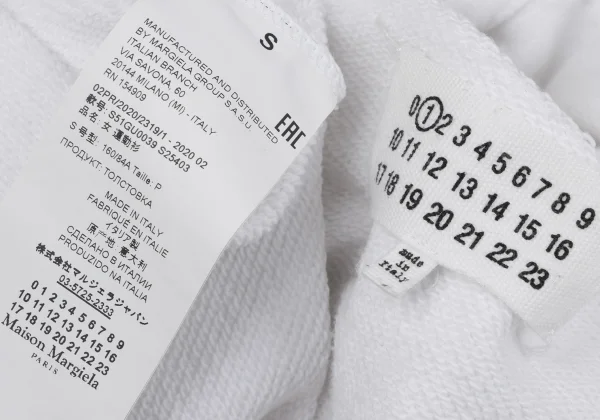 S
MANUFACTURED AND DISTRIBUTED
BY MARGIELA GROUP S.A.S.U.
ITALIAN BRANCH
VIA SAVONA, 60
20144 MILANO (MI) - ITALY
RN 154909
EAC
02PR/2020/2319/1 - 2020 02
款号: S51GU0039 S25403
品名: 女 運動衫
S 号型: 160/84A Taille: P
ПРОДУКТ: ТОЛСТОВКА
MADE IN ITALY
FABRIQUÉ EN ITALIE
イタリア製
原产地 意大利
СДЕЛАНО В ИТАЛИИ
PRODUZIDO NA ITALIA
株式会社マルジェラジャパン
03-5725-2333
0 1 2 3 4 5 6 7 8 9
10 11 12 13 14 15 16
17 18 19 20 21 22 23
Maison Margiela
PARIS
0 1 2 3 4 5 6 7 8 9
10 11 12 13 14 15 16
17 18 19 20 21 22 23
made
in
italy